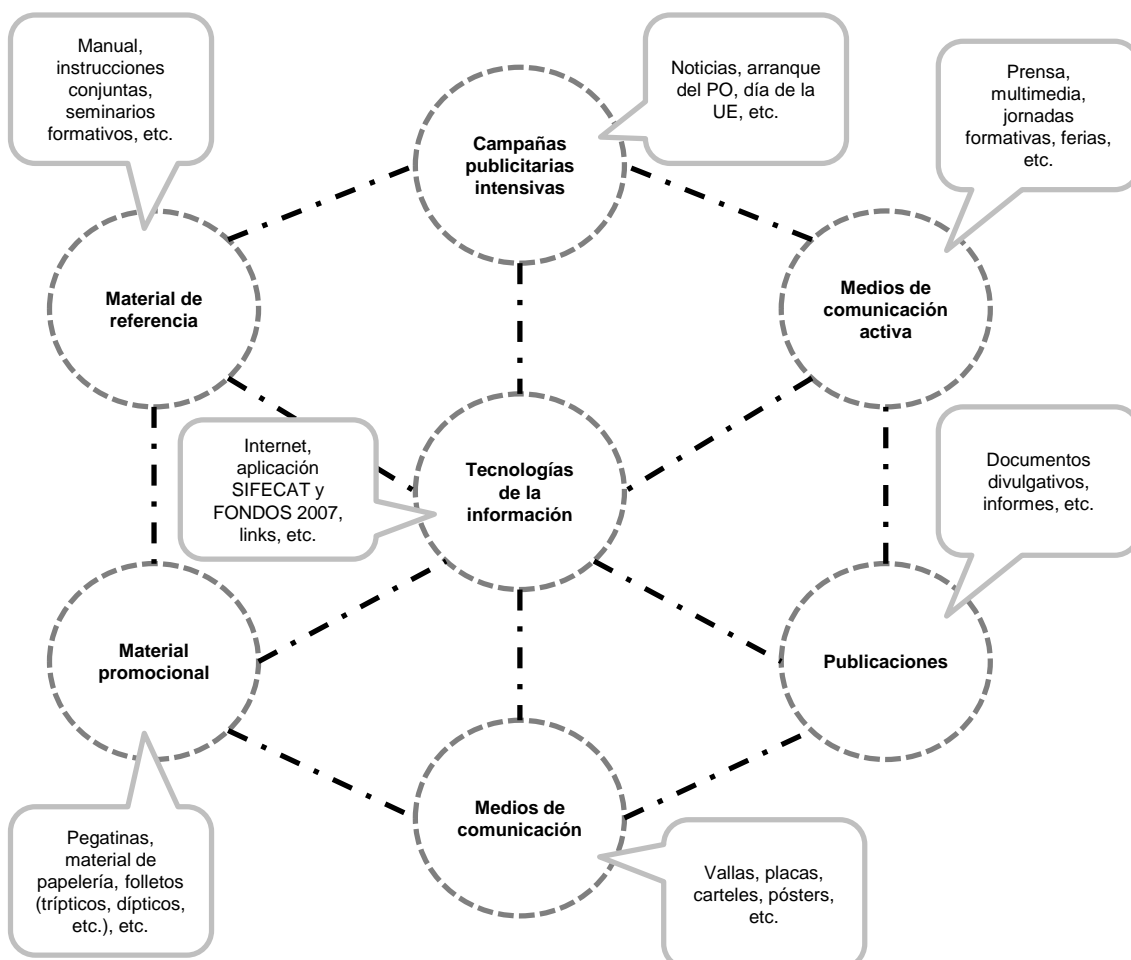 Manual,
instrucciones
conjuntas,
seminarios
formativos, etc.
Noticias, arranque
del PO, día de la
UE, etc.
Prensa,
multimedia,
jornadas
formativas, ferias,
etc.
Campañas
publicitarias
intensivas
Material de
referencia
Medios de
comunicación
activa
Internet,
aplicación
SIFECAT y
FONDOS 2007,
links, etc.
Tecnologías
de la
información
Documentos
divulgativos,
informes, etc.
Material
promocional
Publicaciones
Medios de
comunicación
Pegatinas,
material de
papelería, folletos
(trípticos, dípticos,
etc.), etc.
Vallas, placas,
carteles, pósters,
etc.